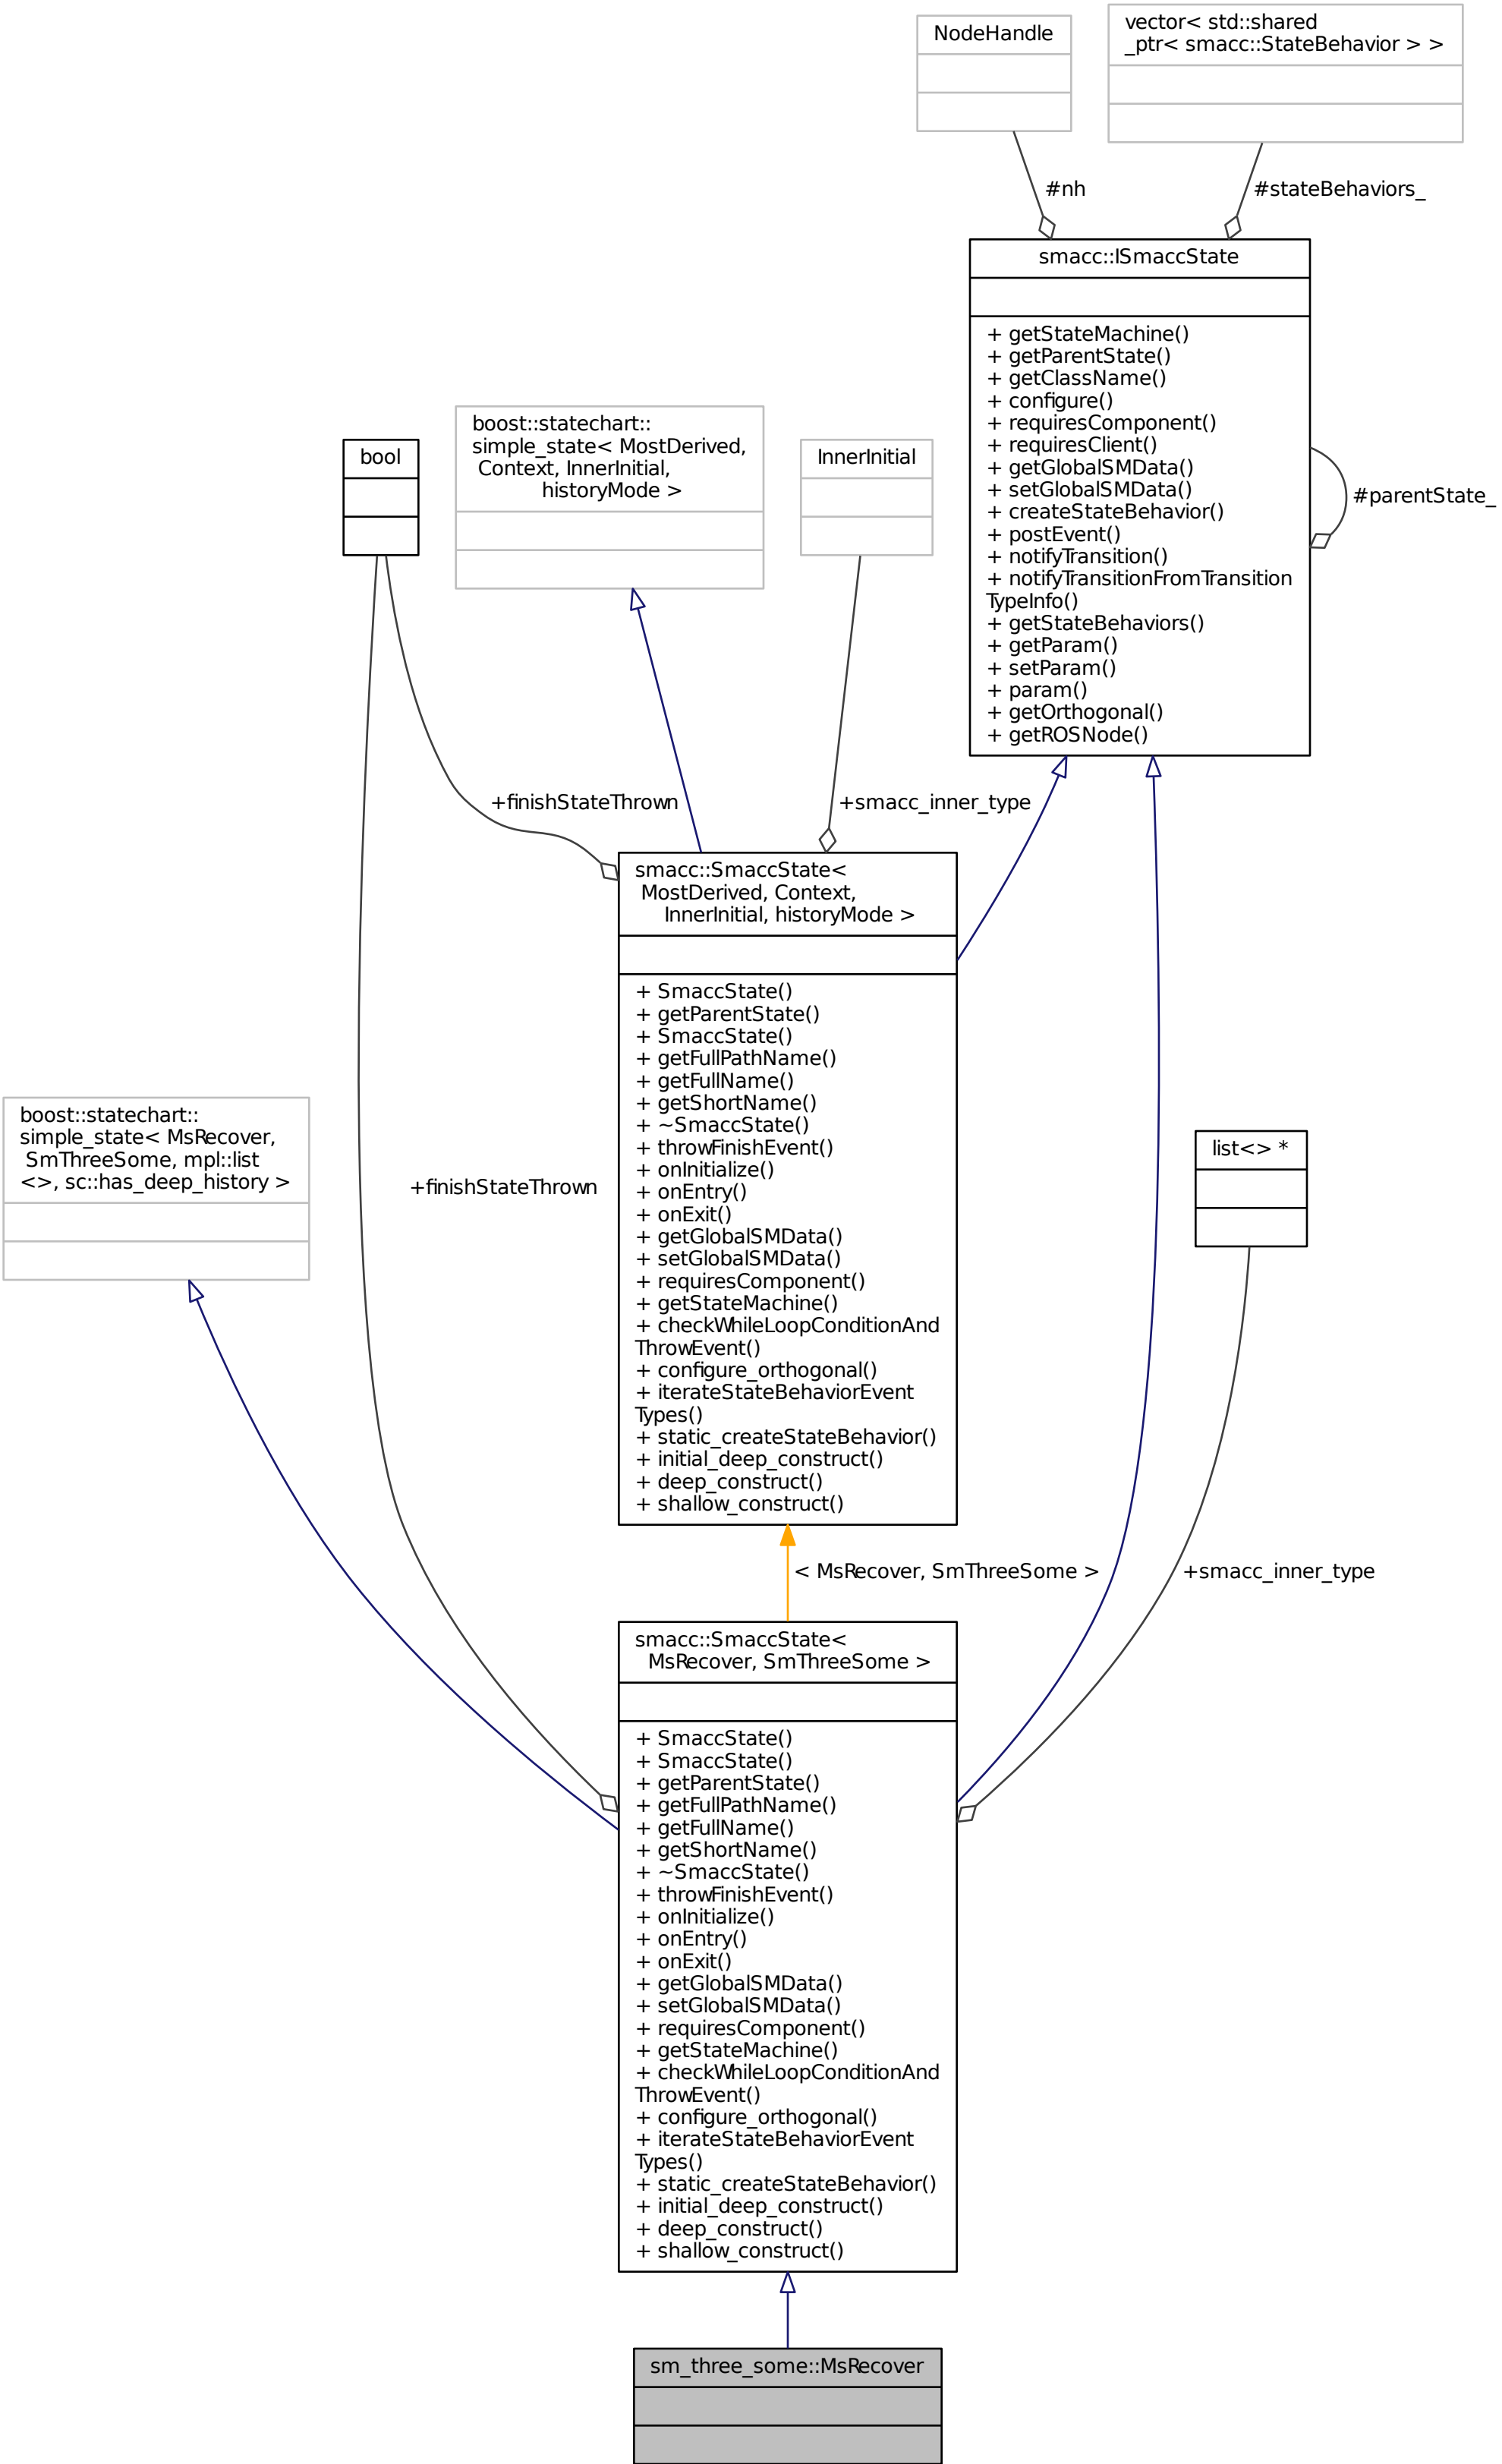 NodeHandle
vector< std::shared
_ptr< smacc::StateBehavior > >
#nh
#stateBehaviors_
smacc::ISmaccState
+ getStateMachine()
+ getParentState()
+ getClassName()
+ configure()
+ requiresComponent()
+ requiresClient()
+ getGlobalSMData()
+ setGlobalSMData()
+ createStateBehavior()
+ postEvent()
+ notifyTransition()
+ notifyTransitionFromTransition
TypeInfo()
+ getStateBehaviors()
+ getParam()
+ setParam()
+ param()
+ getOrthogonal()
+ getROSNode()
#parentState_
bool
boost::statechart::
simple_state< MostDerived,
Context, InnerInitial,
historyMode >
InnerInitial
+finishStateThrown
+smacc_inner_type
smacc::SmaccState<
MostDerived, Context,
InnerInitial, historyMode >
+ SmaccState()
+ getParentState()
+ SmaccState()
+ getFullPathName()
+ getFullName()
+ getShortName()
+ ~SmaccState()
+ throwFinishEvent()
+ onInitialize()
+ onEntry()
+ onExit()
+ getGlobalSMData()
+ setGlobalSMData()
+ requiresComponent()
+ getStateMachine()
+ checkWhileLoopConditionAnd
ThrowEvent()
+ configure_orthogonal()
+ iterateStateBehaviorEvent
Types()
+ static_createStateBehavior()
+ initial_deep_construct()
+ deep_construct()
+ shallow_construct()
boost::statechart::
simple_state< MsRecover,
SmThreeSome, mpl::list
<>, sc::has_deep_history >
+finishStateThrown
list<> *
< MsRecover, SmThreeSome >
+smacc_inner_type
smacc::SmaccState<
MsRecover, SmThreeSome >
+ SmaccState()
+ SmaccState()
+ getParentState()
+ getFullPathName()
+ getFullName()
+ getShortName()
+ ~SmaccState()
+ throwFinishEvent()
+ onInitialize()
+ onEntry()
+ onExit()
+ getGlobalSMData()
+ setGlobalSMData()
+ requiresComponent()
+ getStateMachine()
+ checkWhileLoopConditionAnd
ThrowEvent()
+ configure_orthogonal()
+ iterateStateBehaviorEvent
Types()
+ static_createStateBehavior()
+ initial_deep_construct()
+ deep_construct()
+ shallow_construct()
sm_three_some::MsRecover